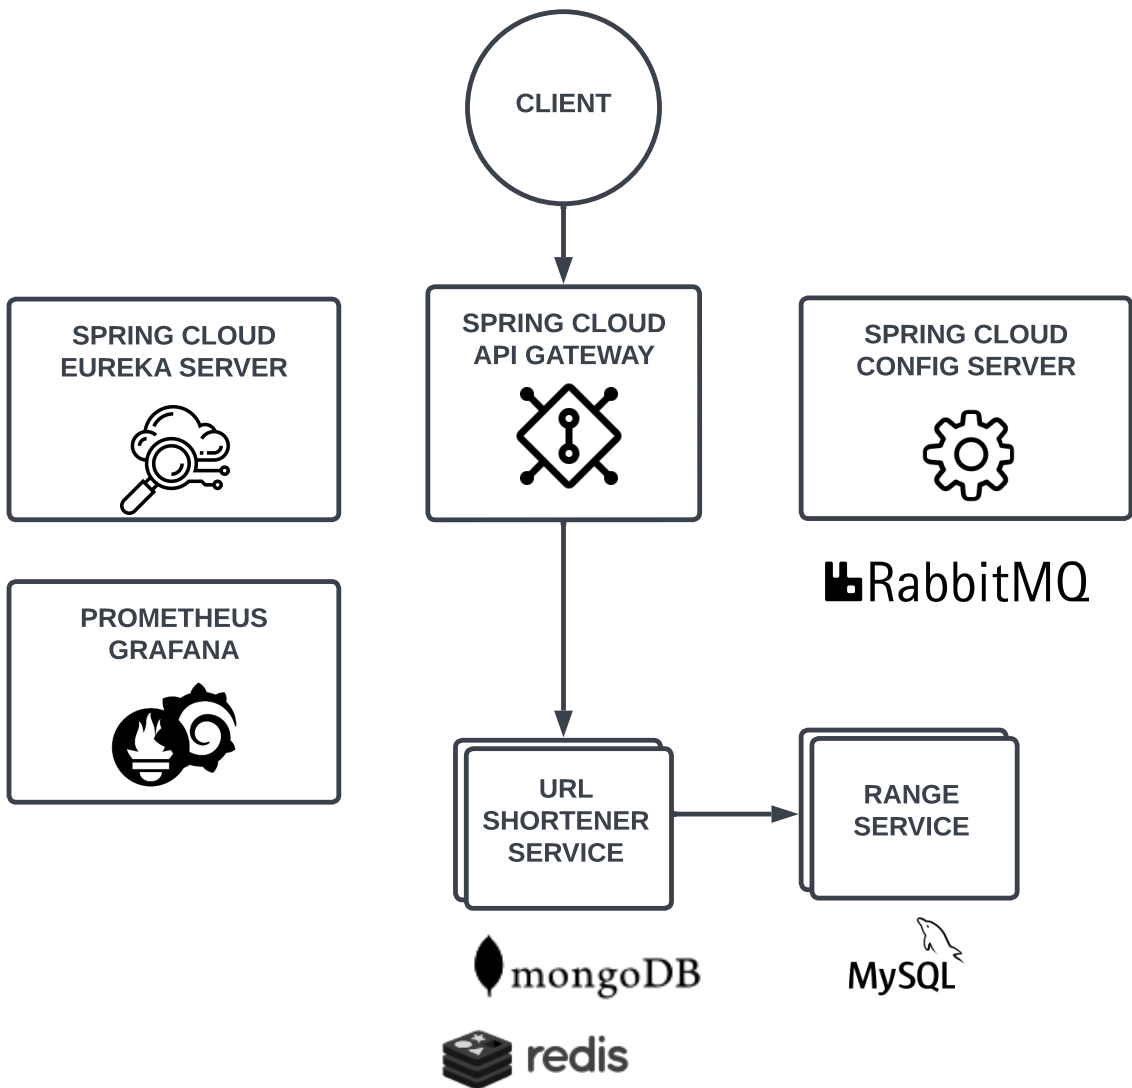 CLIENT
SPRING CLOUD
EUREKA SERVER
SPRING CLOUD
API GATEWAY
SPRING CLOUD
CONFIG SERVER
RabbitMQ
PROMETHEUS
GRAFANA
URL
SHORTENER
SERVICE
RANGE
SERVICE
mongoDB
MySQL
redis